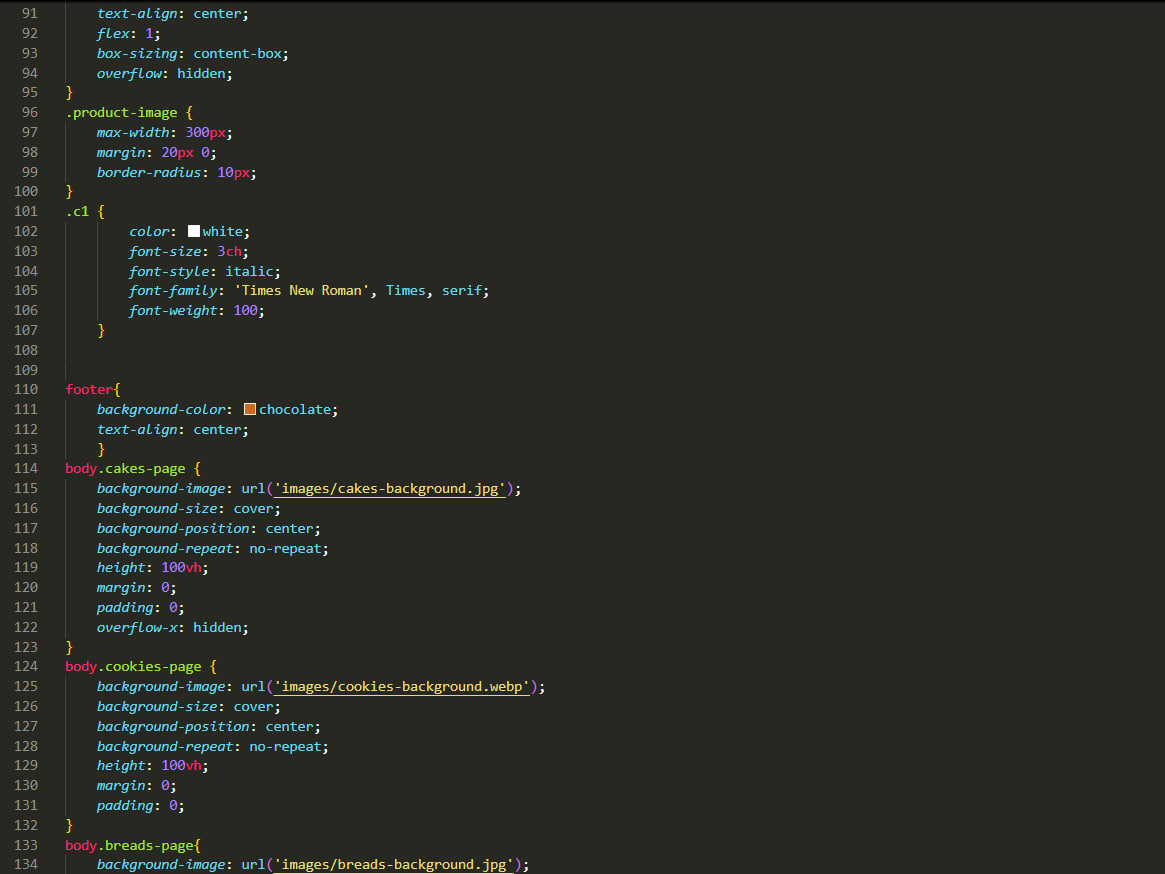 91 text-align: center;
92 flex: 1;
93 box-sizing: content-box;
94 overflow: hidden;
95 }
96 .product-image {
97 max-width: 300px;
98 margin: 20px 0;
99 border-radius: 10px;
100 }
101 .c1 {
102 color: white;
103 font-size: 3ch;
104 font-style: italic;
105 font-family: 'Times New Roman', Times, serif;
106 font-weight: 100;
107 }
108
109
110 footer{
111 background-color: chocolate;
112 text-align: center;
113 }
114 body.cakes-page {
115 background-image: url('images/cakes-background.jpg');
116 background-size: cover;
117 background-position: center;
118 background-repeat: no-repeat;
119 height: 100vh;
120 margin: 0;
121 padding: 0;
122 overflow-x: hidden;
123 }
124 body.cookies-page {
125 background-image: url('images/cookies-background.webp');
126 background-size: cover;
127 background-position: center;
128 background-repeat: no-repeat;
129 height: 100vh;
130 margin: 0;
131 padding: 0;
132 }
133 body.breads-page{
134 background-image: url('images/breads-background.jpg');